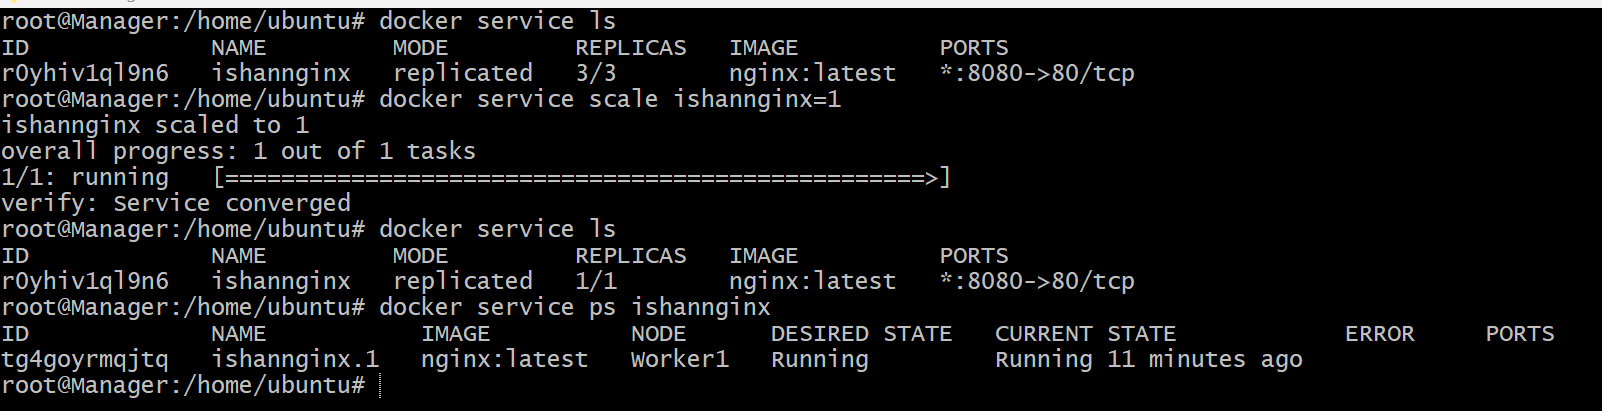 root@Manager:/home/ubuntu# docker service ls
ID NAME MODE REPLICAS IMAGE PORTS
r0yhiv1ql9n6 ishannginx replicated 3/3 nginx:latest *:8080->80/tcp
root@Manager:/home/ubuntu# docker service scale ishannginx=1
ishannginx scaled to 1
overall progress: 1 out of 1 tasks
1/1: running [==================================================>]
verify: Service converged
root@Manager:/home/ubuntu# docker service ls
ID NAME MODE REPLICAS IMAGE PORTS
r0yhiv1ql9n6 ishannginx replicated 1/1 nginx:latest *:8080->80/tcp
root@Manager:/home/ubuntu# docker service ps ishannginx
ID NAME IMAGE NODE DESIRED STATE CURRENT STATE ERROR PORTS
tg4goyrmqjtq ishannginx.1 nginx:latest Worker1 Running Running 11 minutes ago
root@Manager:/home/ubuntu#